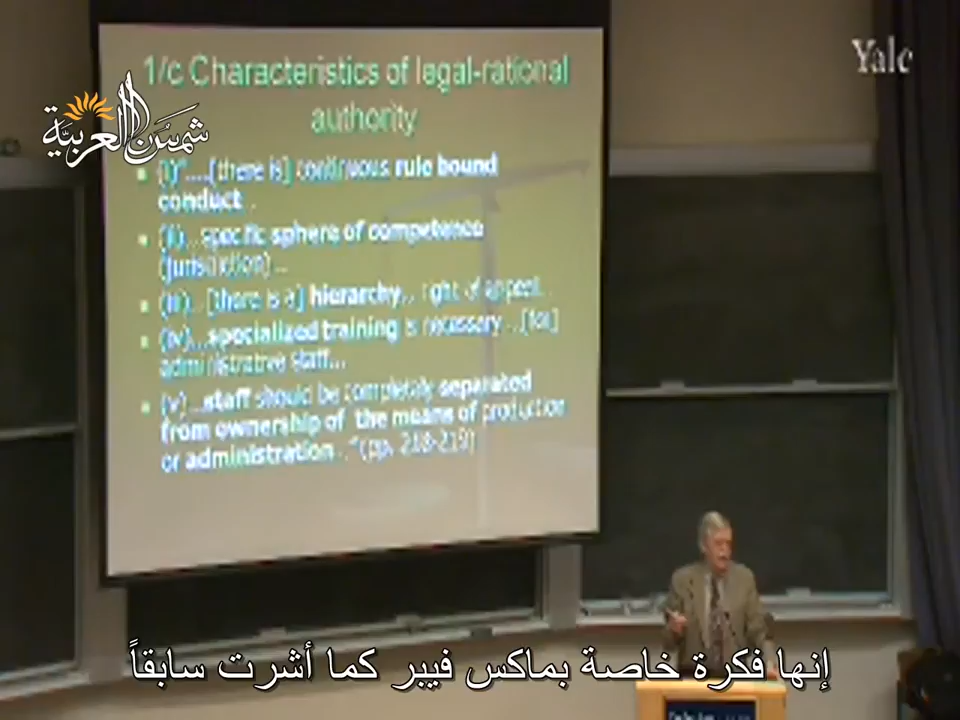 Yale
شمس العربية
1/c Characteristics of legal-rational
authority
(i)"....[there is] continuous rule bound
conduct..
(ii)...specific sphere of competence
(jurisdiction)...
(iii)...[there is a] hierarchy... right of appeal..
(iv)...specialized training is necessary...[for]
administrative staff...
(v)...staff should be completely separated
from ownership of the means of production
or administration..."(pp. 218-219)
إنها فكرة خاصة بماكس فيبر كما أشرت سابقاً